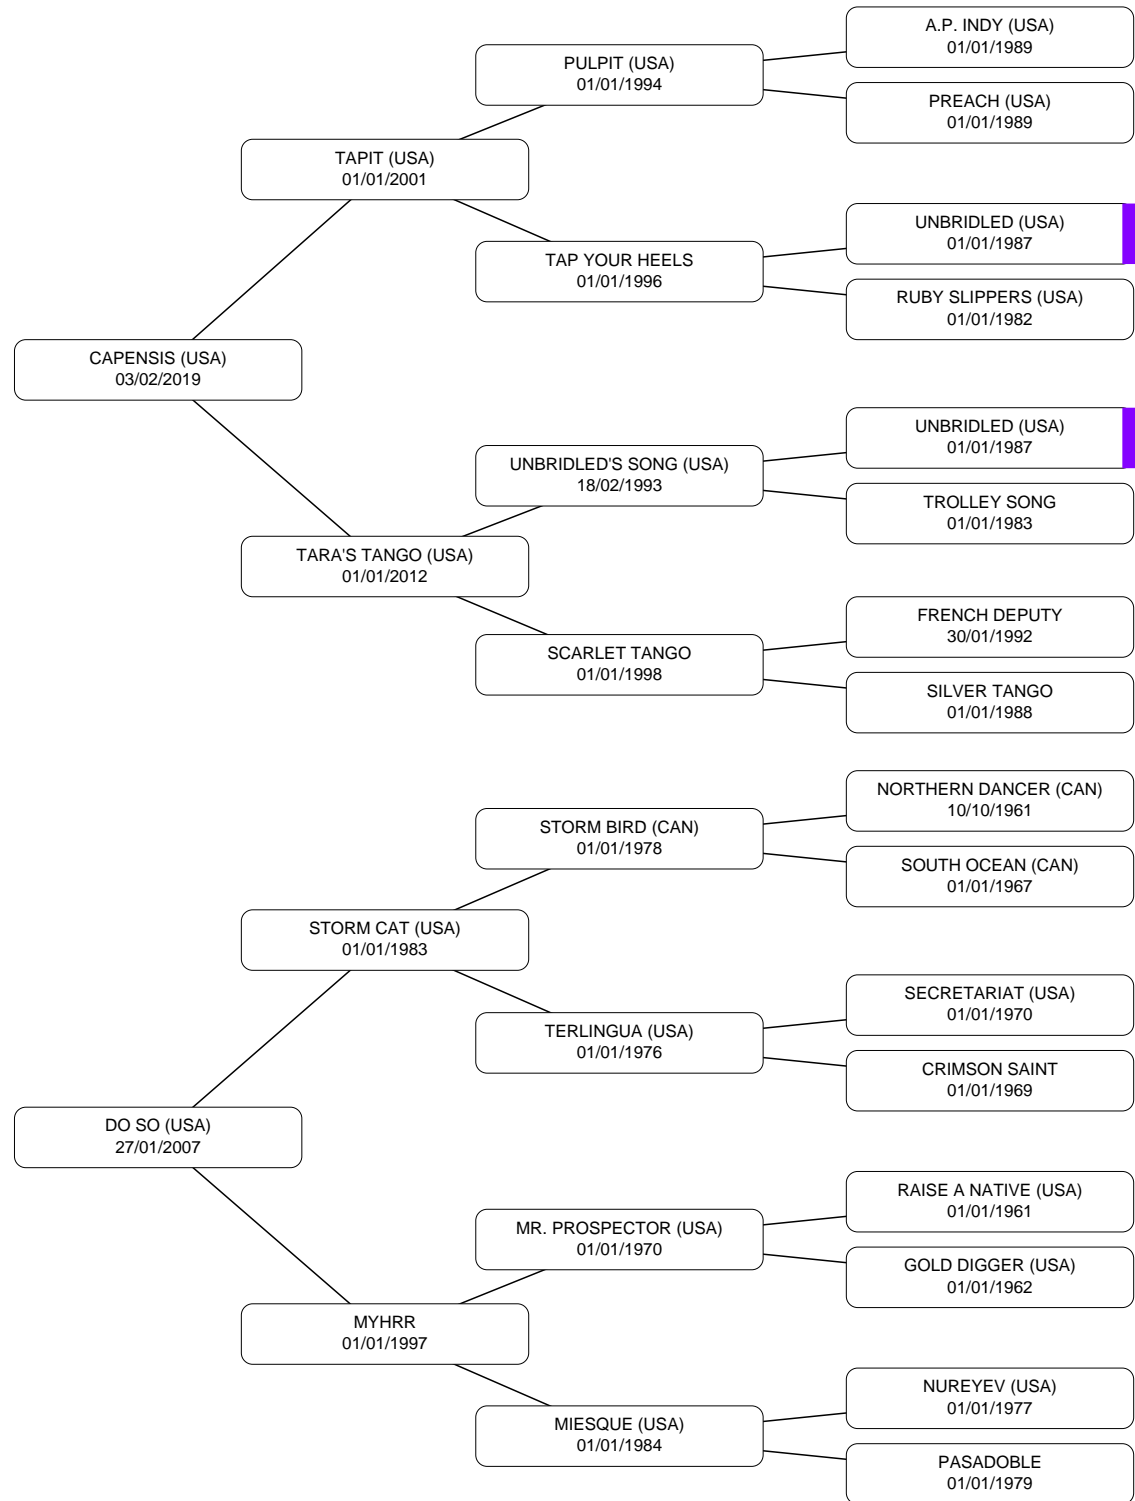 A.P. INDY (USA)
01/01/1989
PULPIT (USA)
01/01/1994
PREACH (USA)
01/01/1989
TAPIT (USA)
01/01/2001
UNBRIDLED (USA)
01/01/1987
TAP YOUR HEELS
01/01/1996
RUBY SLIPPERS (USA)
01/01/1982
CAPENSIS (USA)
03/02/2019
UNBRIDLED (USA)
01/01/1987
UNBRIDLED'S SONG (USA)
18/02/1993
TROLLEY SONG
01/01/1983
TARA'S TANGO (USA)
01/01/2012
FRENCH DEPUTY
30/01/1992
SCARLET TANGO
01/01/1998
SILVER TANGO
01/01/1988
NORTHERN DANCER (CAN)
10/10/1961
STORM BIRD (CAN)
01/01/1978
SOUTH OCEAN (CAN)
01/01/1967
STORM CAT (USA)
01/01/1983
SECRETARIAT (USA)
01/01/1970
TERLINGUA (USA)
01/01/1976
CRIMSON SAINT
01/01/1969
DO SO (USA)
27/01/2007
RAISE A NATIVE (USA)
01/01/1961
MR. PROSPECTOR (USA)
01/01/1970
GOLD DIGGER (USA)
01/01/1962
MYHRR
01/01/1997
NUREYEV (USA)
01/01/1977
MIESQUE (USA)
01/01/1984
PASADOBLE
01/01/1979